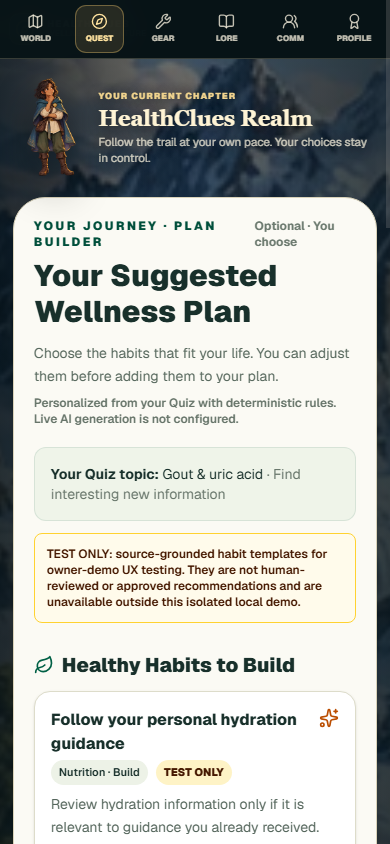 WORLD
QUEST
GEAR
LORE
COMM
PROFILE
YOUR CURRENT CHAPTER
HealthClues Realm
Follow the trail at your own pace. Your choices stay
in control.
YOUR JOURNEY · PLAN
BUILDER
Optional · You
choose
Your Suggested
Wellness Plan
Choose the habits that fit your life. You can adjust
them before adding them to your plan.
Personalized from your Quiz with deterministic rules.
Live AI generation is not configured.
Your Quiz topic: Gout & uric acid · Find
interesting new information
TEST ONLY: source-grounded habit templates for
owner-demo UX testing. They are not human-
reviewed or approved recommendations and are
unavailable outside this isolated local demo.
Healthy Habits to Build
Follow your personal hydration
guidance
Nutrition · Build
TEST ONLY
Review hydration information only if it is
relevant to guidance you already received.